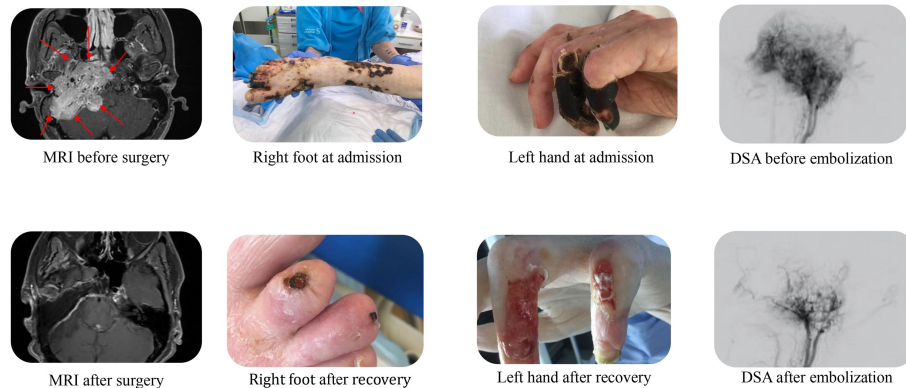 MRI before surgery
Right foot at admission
Left hand at admission
DSA before embolization
MRI after surgery
Right foot after recovery
Left hand after recovery
DSA after embolization